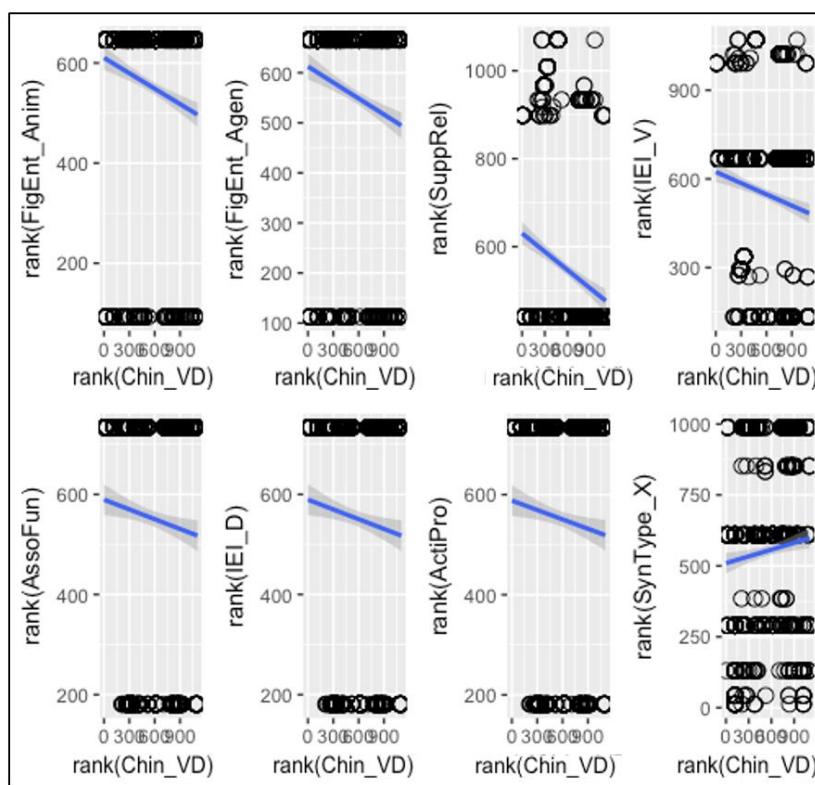 rank(FigEnt_Anim)
600
400
200
0 300 600 900
rank(Chin_VD)
rank(FigEnt_Agen)
600
500
400
300
200
100
0 300 600 900
rank(Chin_VD)
rank(SuppRel)
1000
800
600
0 300 600 900
rank(Chin_VD)
rank(IEI_V)
900
600
300
0 300 600 900
rank(Chin_VD)
rank(AssoFun)
600
400
200
0 300 600 900
rank(Chin_VD)
rank(IEI_D)
600
400
200
0 300 600 900
rank(Chin_VD)
rank(ActiPro)
600
400
200
0 300 600 900
rank(Chin_VD)
rank(SynType_X)
1000
750
500
250
0
0 300 600 900
rank(Chin_VD)